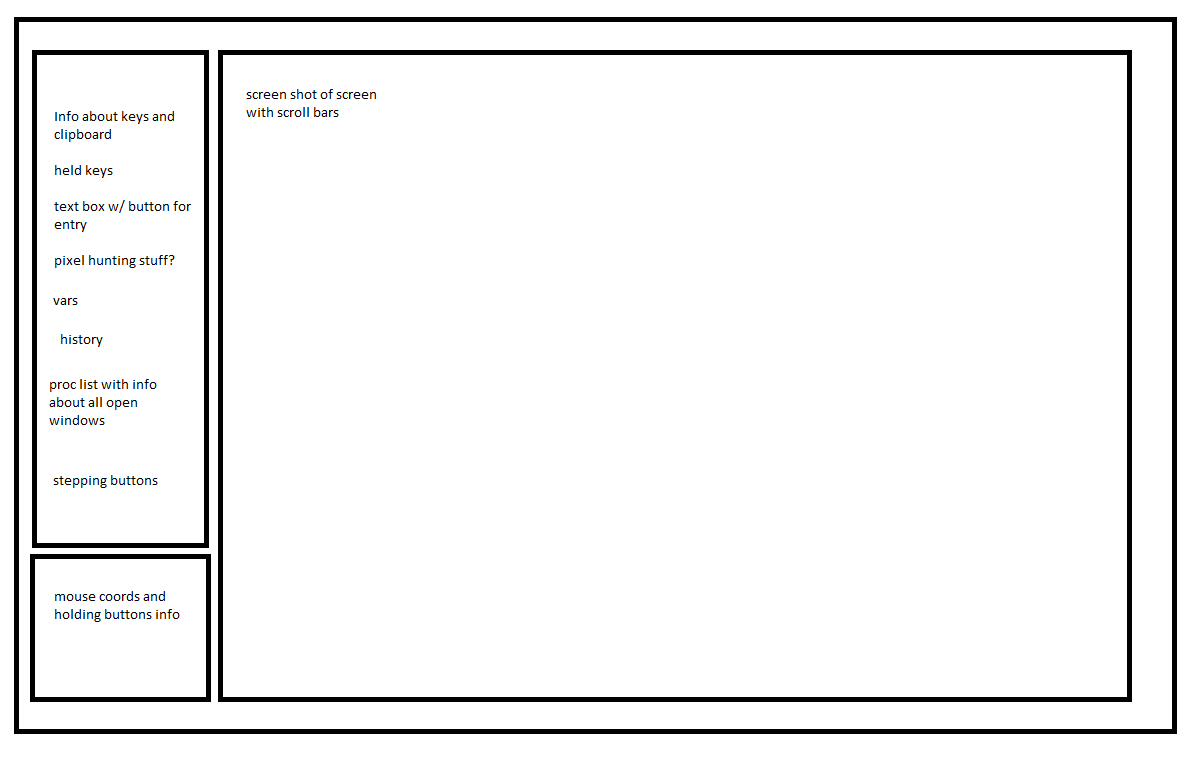 Info about keys and
clipboard
held keys
text box w/ button for
entry
pixel hunting stuff?
vars
history
proc list with info
about all open
windows
stepping buttons
mouse coords and
holding buttons info
screen shot of screen
with scroll bars